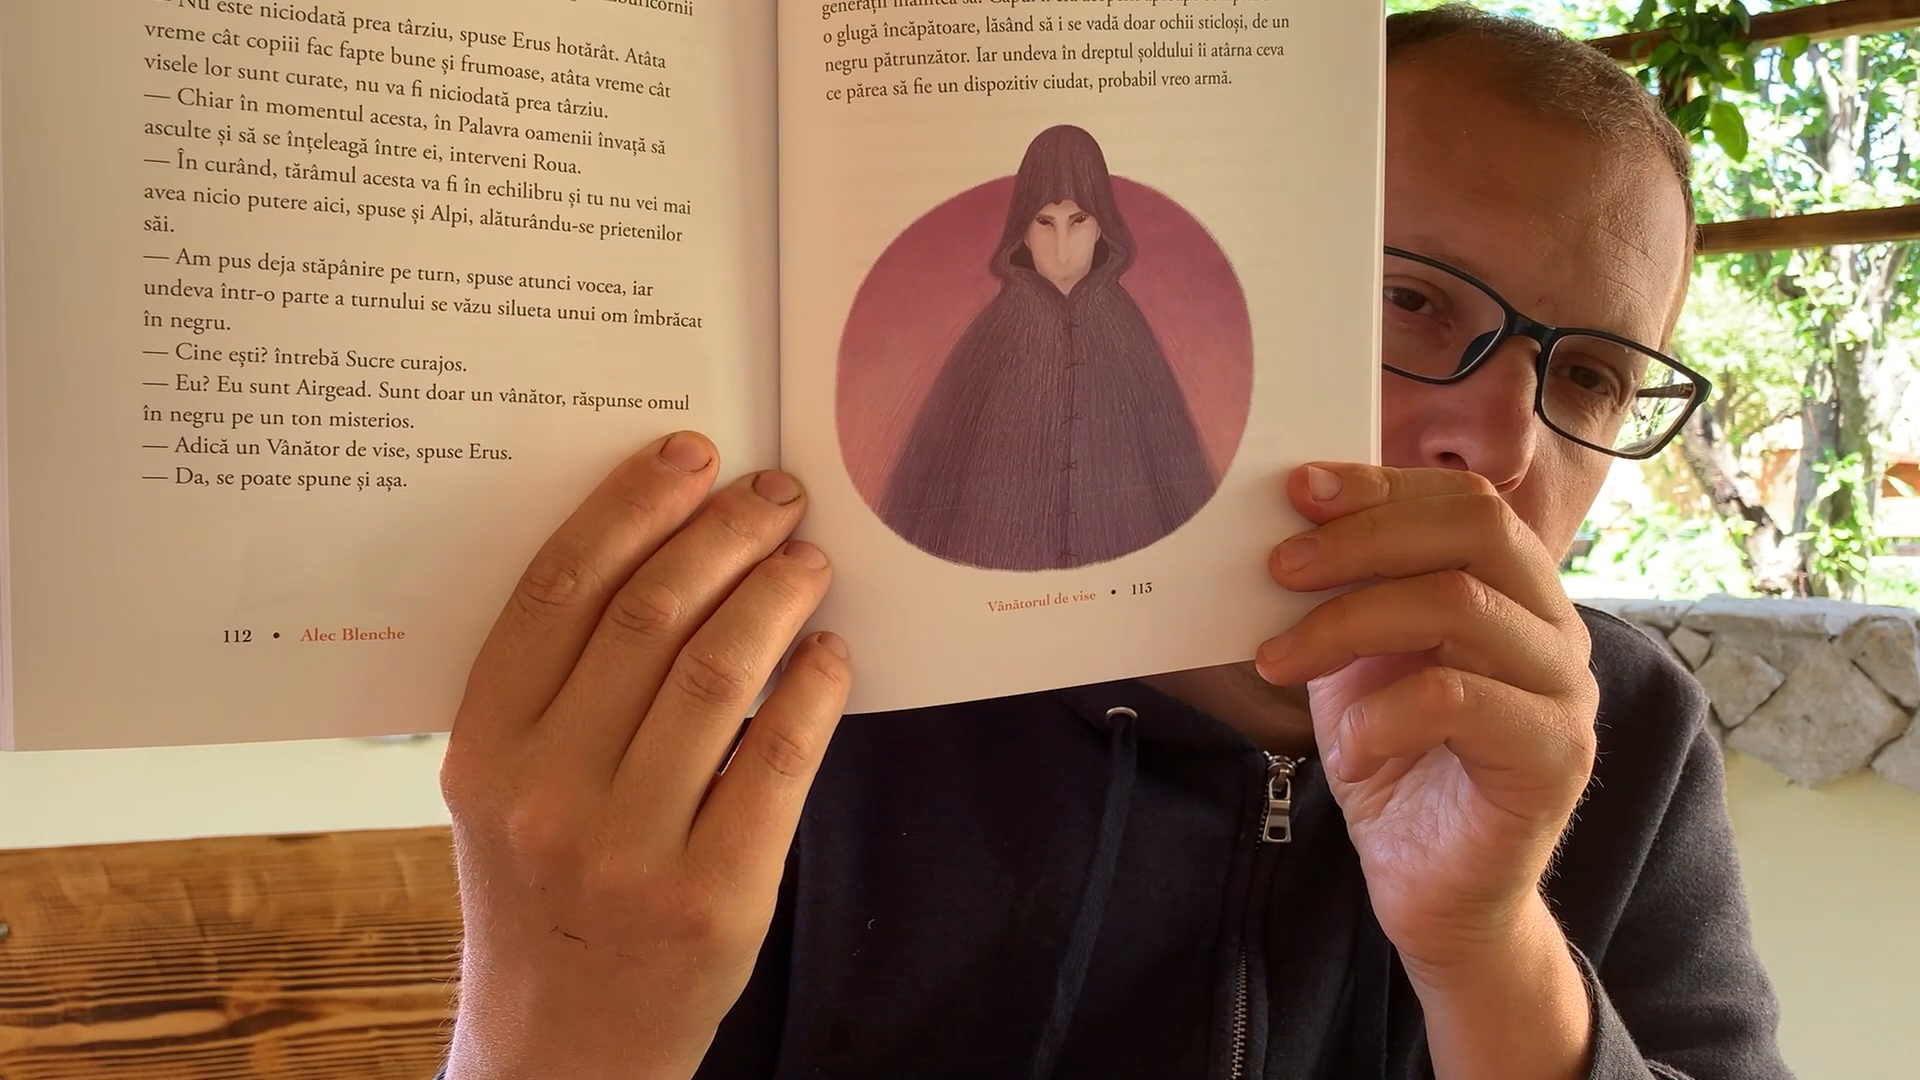 Nu este niciodată prea târziu, spuse Erus hotărât. Atâta
vreme cât copiii fac fapte bune și frumoase, atâta vreme cât
visele lor sunt curate, nu va fi niciodată prea târziu.
— Chiar în momentul acesta, în Palavra oamenii învață să
asculte și să se înțeleagă între ei, interveni Roua.
— În curând, tărâmul acesta va fi în echilibru și tu nu vei mai
avea nicio putere aici, spuse și Alpi, alăturându-se prietenilor
săi.
— Am pus deja stăpânire pe turn, spuse atunci vocea, iar
undeva într-o parte a turnului se văzu silueta unui om îmbrăcat
în negru.
— Cine ești? întrebă Sucre curajos.
— Eu? Eu sunt Airgead. Sunt doar un vânător, răspunse omul
în negru pe un ton misterios.
— Adică un Vânător de vise, spuse Erus.
— Da, se poate spune și așa.
112 • Alec Blenche
o glugă încăpătoare, lăsând să i se vadă doar ochii sticloși, de un
negru pătrunzător. Iar undeva în dreptul șoldului îi atârna ceva
ce părea să fie un dispozitiv ciudat, probabil vreo armă.
Vânătorul de vise • 113